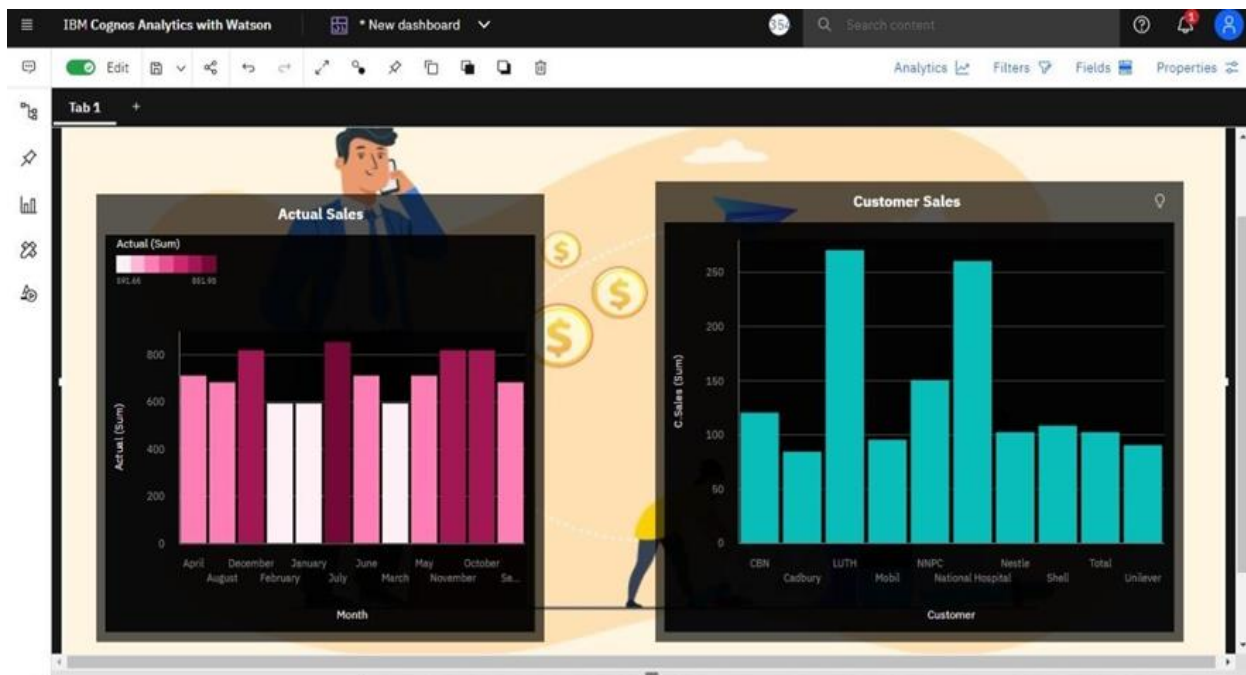 IBM Cognos Analytics with Watson
* New dashboard
Search content
1
Edit
Analytics
Filters
Fields
Properties
Tab 1
+
Actual Sales
Actual (Sum)
800
600
400
200
0
Actual (Sum)
April December January June May October
August February July March November Se...
Month
Customer Sales
250
200
150
100
50
0
C.Sales (Sum)
CBN LUTH NNPC Nestle Total
Cadbury Mobil National Hospital Shell Unilever
Customer
$
$
$